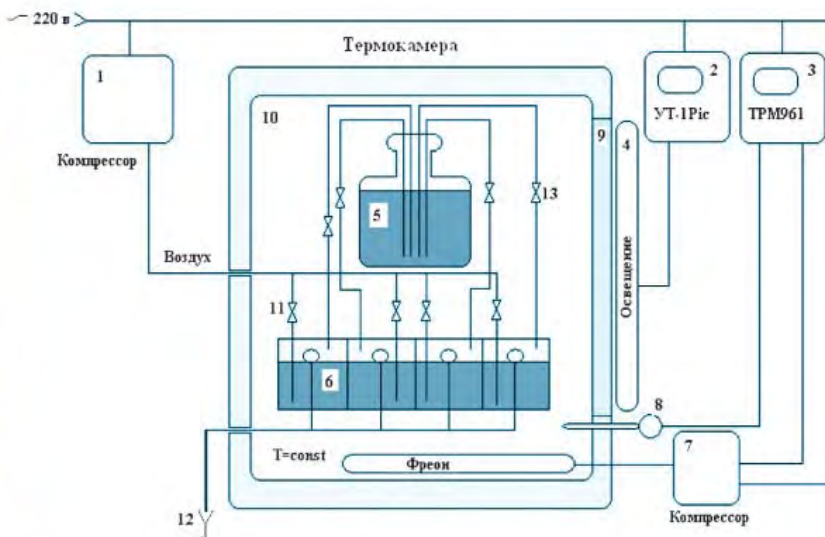 220 в
1
2
3
Термокамера
УТ-1Pic
ТРМ961
Компрессор
10
9
4
13
5
Воздух
Освещение
11
6
8
T=const
Фреон
7
12
Компрессор